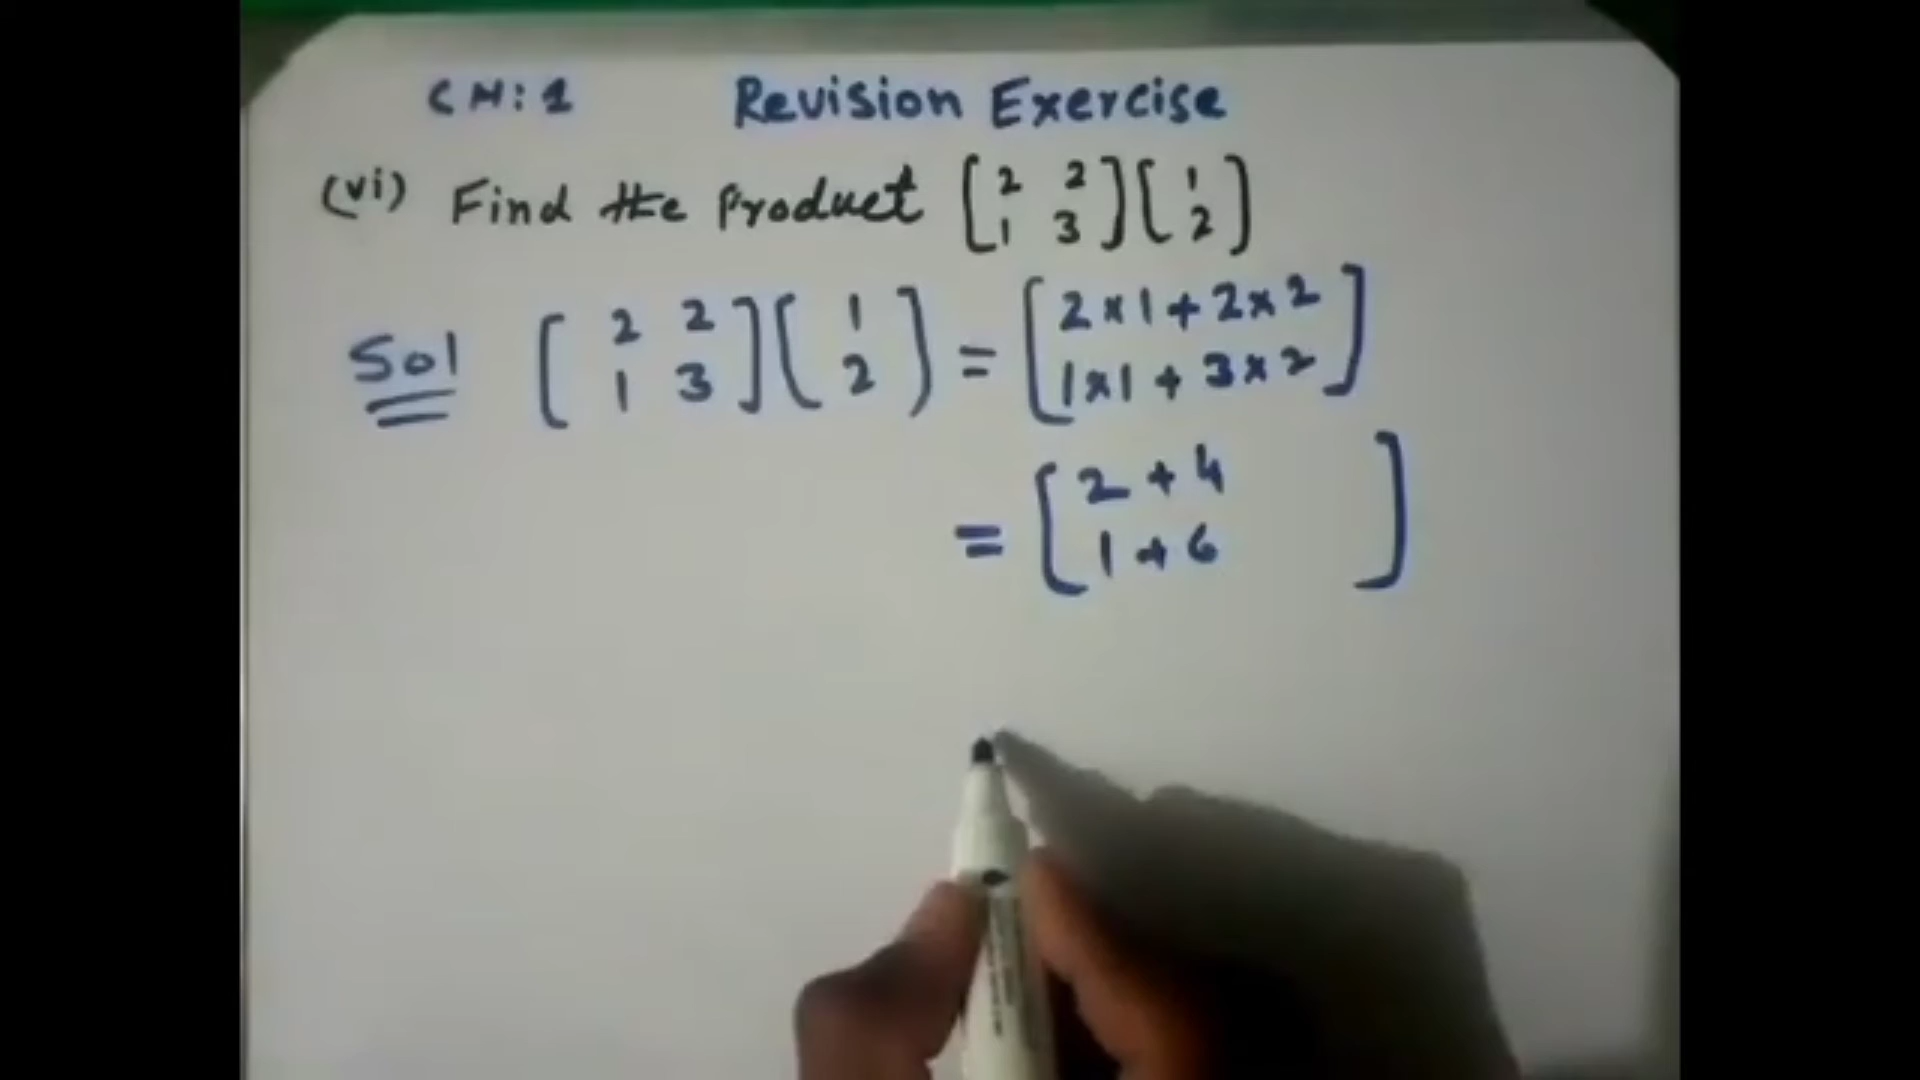 CH:1 Revision Exercise
(vi) Find the Product [2 2 1 3][1 2]
Sol [2 2 1 3][1 2] = [2×1+2×2 1×1+3×2]
= [2+4 1+6]